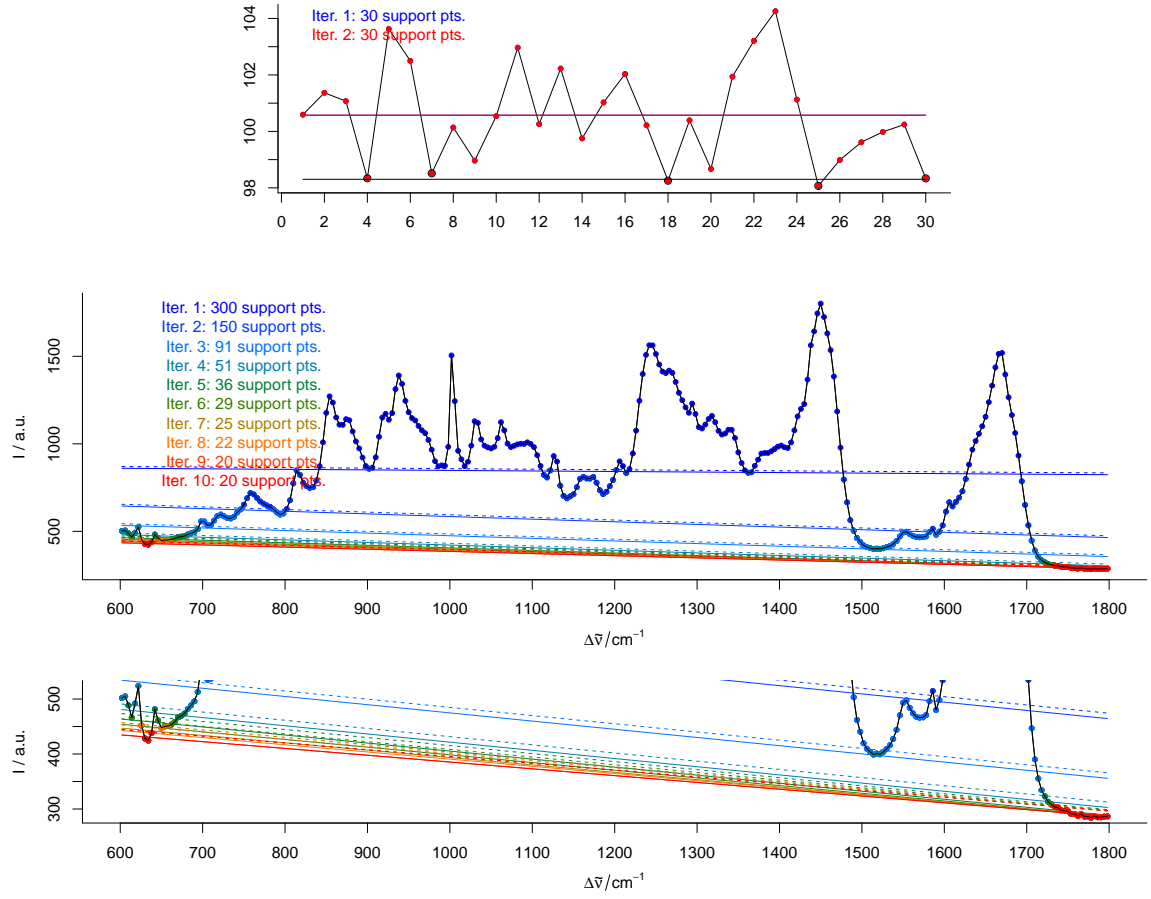 Iter. 1: 30 support pts.
Iter. 2: 30 support pts.
104
102
100
98
0 2 4 6 8 10 12 14 16 18 20 22 24 26 28 30
Iter. 1: 300 support pts.
Iter. 2: 150 support pts.
Iter. 3: 91 support pts.
Iter. 4: 51 support pts.
Iter. 5: 36 support pts.
Iter. 6: 29 support pts.
Iter. 7: 25 support pts.
Iter. 8: 22 support pts.
Iter. 9: 20 support pts.
Iter. 10: 20 support pts.
I / a.u.
1500
1000
500
600 700 800 900 1000 1100 1200 1300 1400 1500 1600 1700 1800
Δν̃/cm⁻¹
I / a.u.
500
400
300
600 700 800 900 1000 1100 1200 1300 1400 1500 1600 1700 1800
Δν̃/cm⁻¹